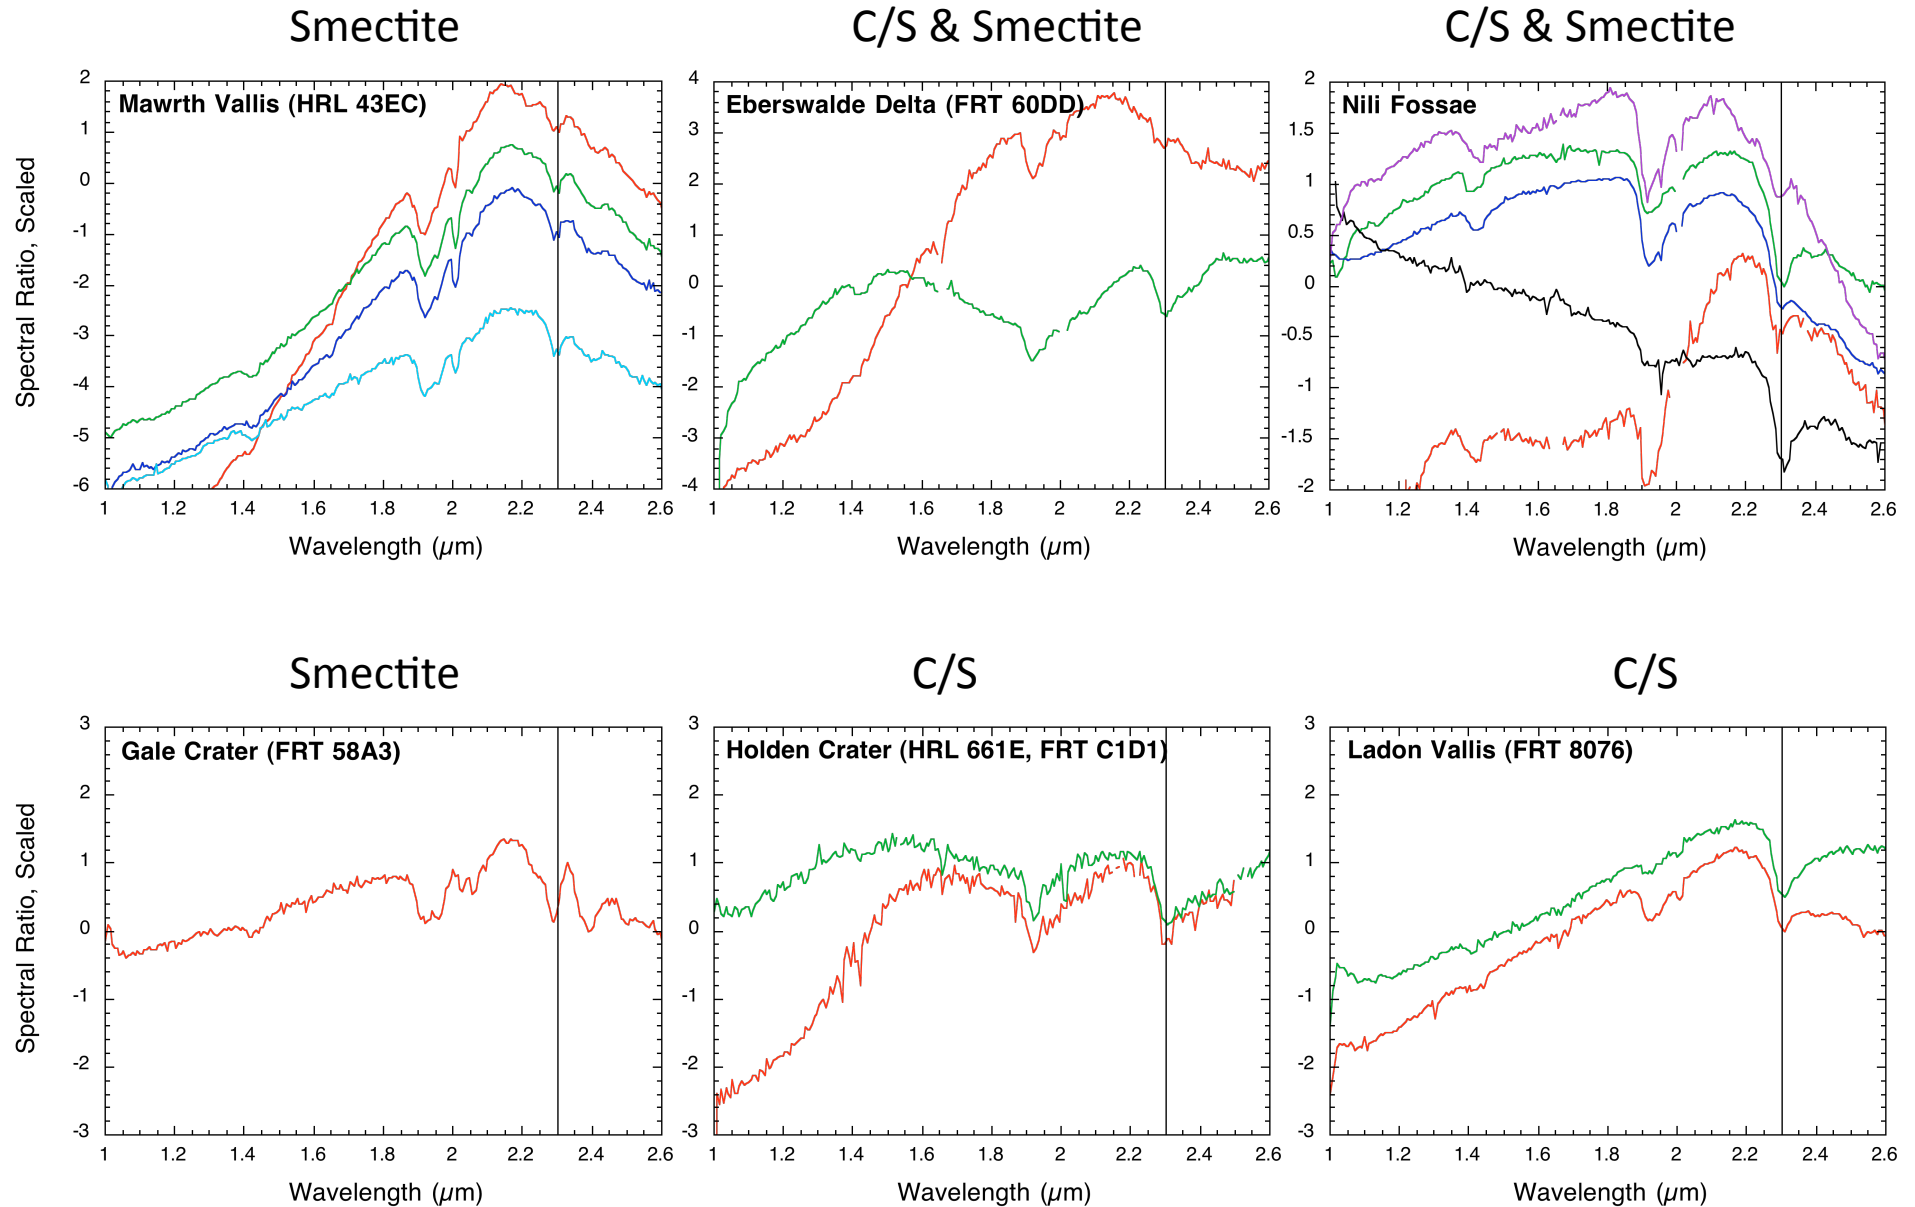 Smectite
C/S & Smectite
C/S & Smectite
Mawrth Vallis (HRL 43EC)
Spectral Ratio, Scaled
2
1
0
-1
-2
-3
-4
-5
-6
1 1.2 1.4 1.6 1.8 2 2.2 2.4 2.6
Wavelength (µm)
Eberswalde Delta (FRT 60DD)
4
3
2
1
0
-1
-2
-3
-4
1 1.2 1.4 1.6 1.8 2 2.2 2.4 2.6
Wavelength (µm)
Nili Fossae
2
1.5
1
0.5
0
-0.5
-1
-1.5
-2
1 1.2 1.4 1.6 1.8 2 2.2 2.4 2.6
Wavelength (µm)
Smectite
C/S
C/S
Gale Crater (FRT 58A3)
Spectral Ratio, Scaled
3
2
1
0
-1
-2
-3
1 1.2 1.4 1.6 1.8 2 2.2 2.4 2.6
Wavelength (µm)
Holden Crater (HRL 661E, FRT C1D1)
3
2
1
0
-1
-2
-3
1 1.2 1.4 1.6 1.8 2 2.2 2.4 2.6
Wavelength (µm)
Ladon Vallis (FRT 8076)
3
2
1
0
-1
-2
-3
1 1.2 1.4 1.6 1.8 2 2.2 2.4 2.6
Wavelength (µm)